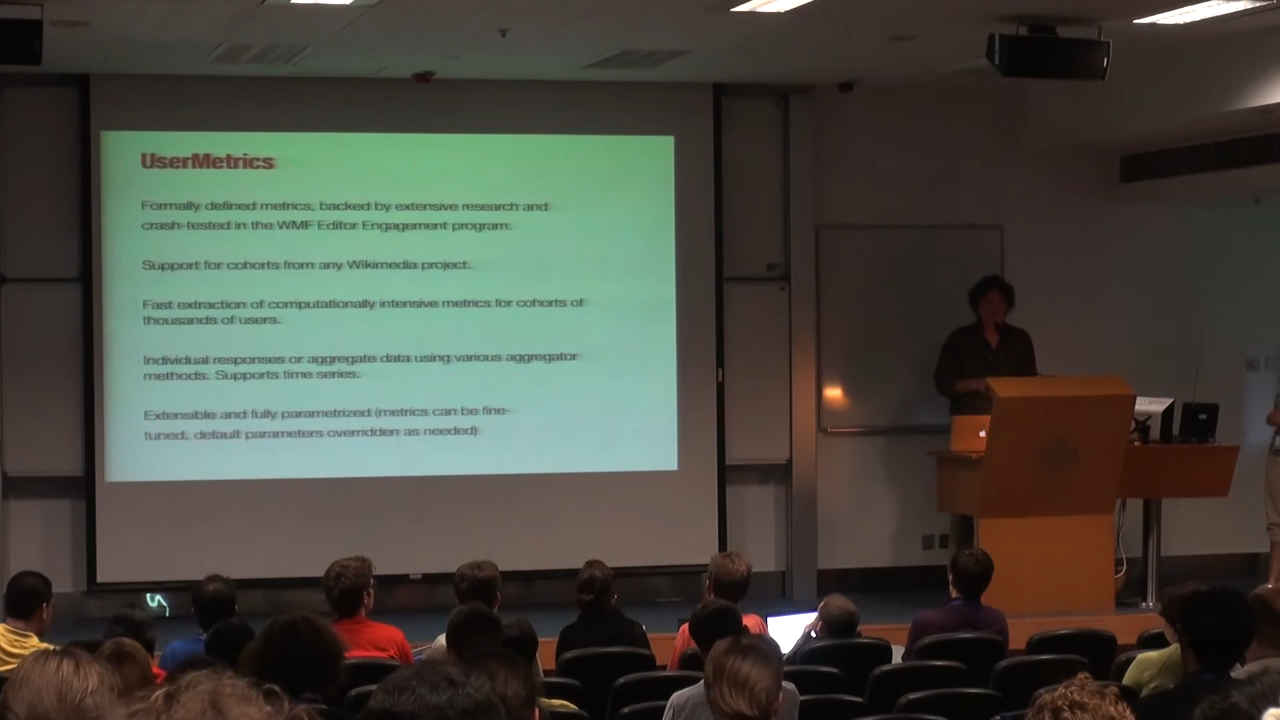 UserMetrics
Formally defined metrics, backed by extensive research and
crash-tested in the WMF Editor Engagement program.
Support for cohorts from any Wikimedia project.
Fast extraction of computationally intensive metrics for cohorts of
thousands of users.
Individual responses or aggregate data using various aggregator
methods. Supports time series.
Extensible and fully parametrized (metrics can be fine-
tuned, default parameters overridden as needed)